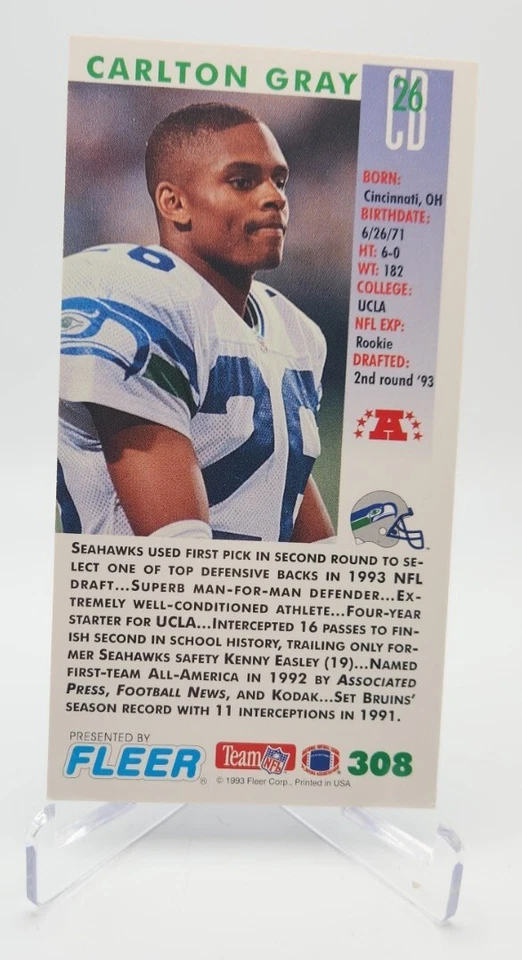 CARLTON GRAY
26
CB
BORN:
Cincinnati, OH
BIRTHDATE:
6/26/71
HT: 6-0
WT: 182
COLLEGE:
UCLA
NFL EXP:
Rookie
DRAFTED:
2nd round '93
A
26
SEAHAWKS USED FIRST PICK IN SECOND ROUND TO SE-
LECT ONE OF TOP DEFENSIVE BACKS IN 1993 NFL
DRAFT...SUPERB MAN-FOR-MAN DEFENDER...EX-
TREMELY WELL-CONDITIONED ATHLETE...FOUR-YEAR
STARTER FOR UCLA...INTERCEPTED 16 PASSES TO FIN-
ISH SECOND IN SCHOOL HISTORY, TRAILING ONLY FOR-
MER SEAHAWKS SAFETY KENNY EASLEY (19)...NAMED
FIRST-TEAM ALL-AMERICA IN 1992 BY ASSOCIATED
PRESS, FOOTBALL NEWS, AND KODAK...SET BRUINS'
SEASON RECORD WITH 11 INTERCEPTIONS IN 1991.
PRESENTED BY
FLEER®
Team NFL
308
© 1993 Fleer Corp., Printed in USA